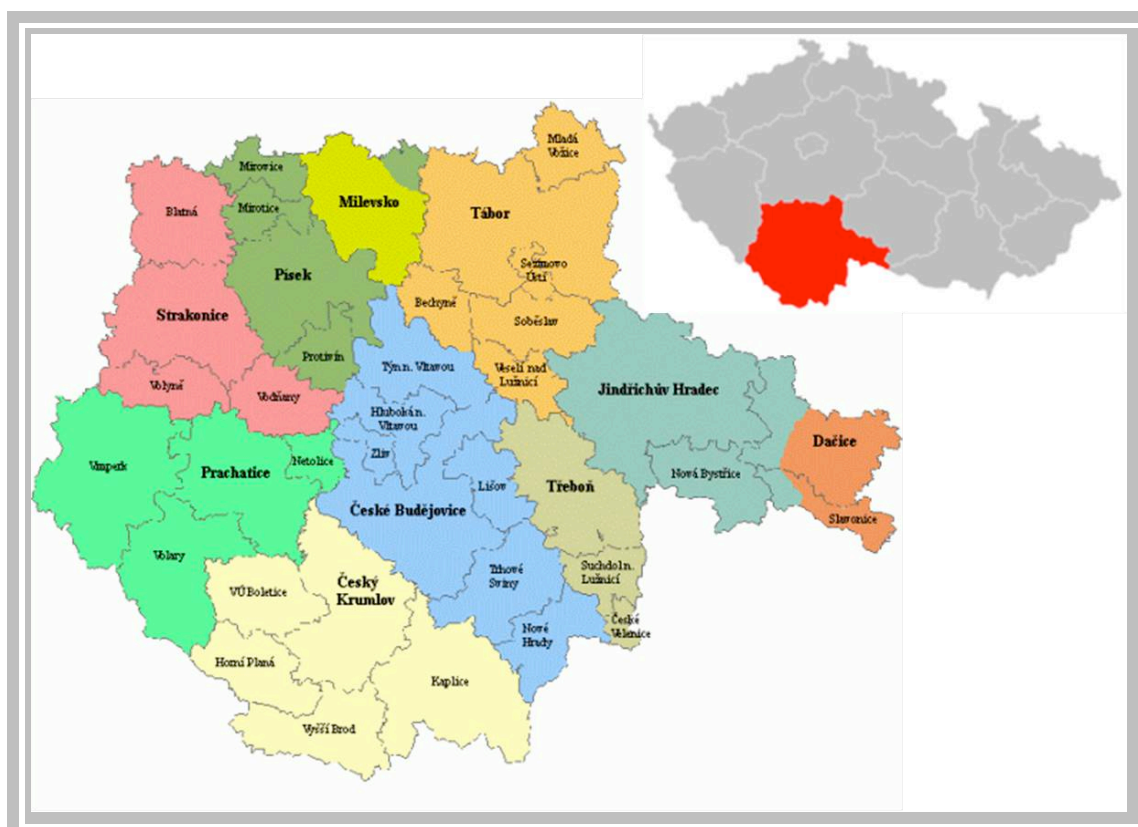 Mladá
Vožice
Mirovice
Milevsko
Mirotice
Blatná
Tábor
Písek
Sezimovo
Ústí
Bechyně
Strakonice
Soběslav
Protivín
Týn n. Vltavou
Veselí nad
Lužnicí
Volyně
Vodňany
Jindřichův Hradec
Hluboká n.
Vltavou
Dačice
Zliv
Netolice
Vimperk
Prachatice
Nová Bystřice
Lišov
Třeboň
České Budějovice
Slavonice
Volary
Trhové
Sviny
Suchdol n.
Lužnicí
Český
Krumlov
VÚ Boletice
České
Velenice
Nové
Hrady
Horní Planá
Kaplice
Vyšší Brod